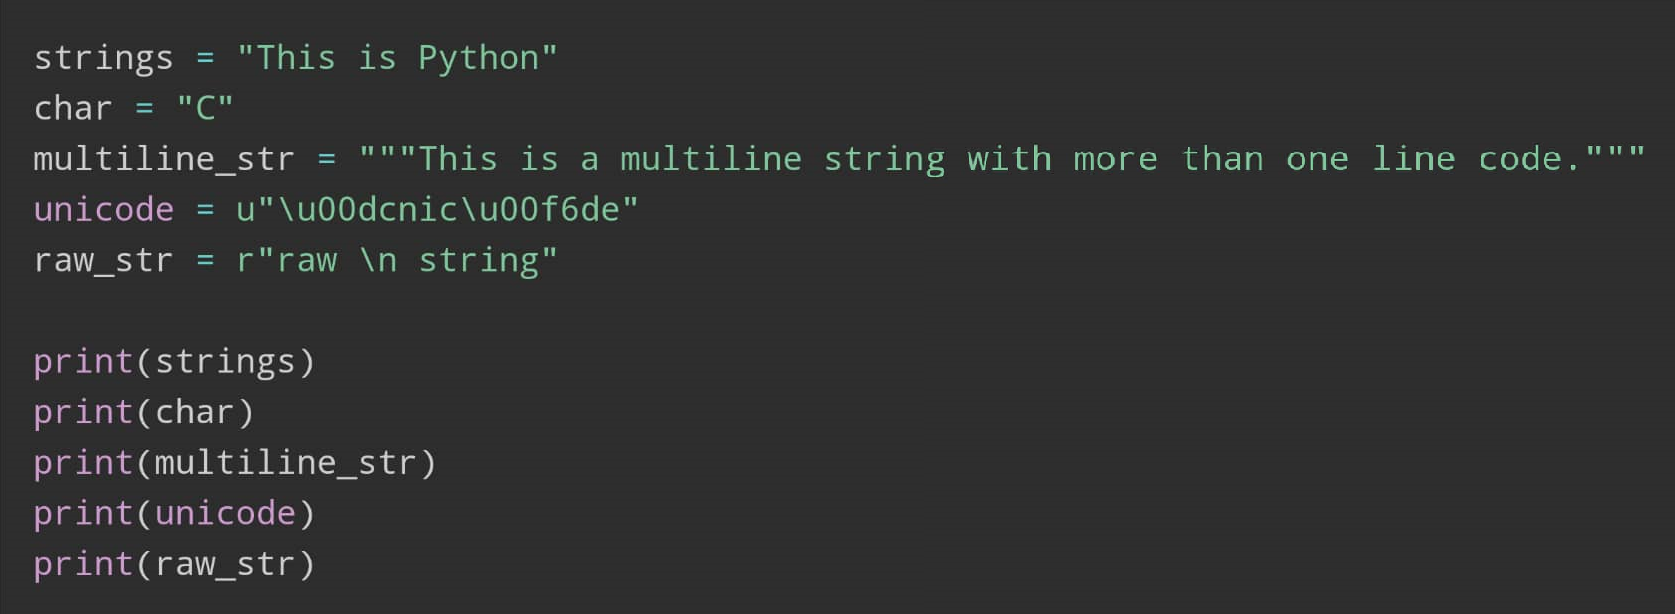 strings = "This is Python"
char = "C"
multiline_str = """This is a multiline string with more than one line code."""
unicode = u"\u00dcnic\u00f6de"
raw_str = r"raw \n string"

print(strings)
print(char)
print(multiline_str)
print(unicode)
print(raw_str)